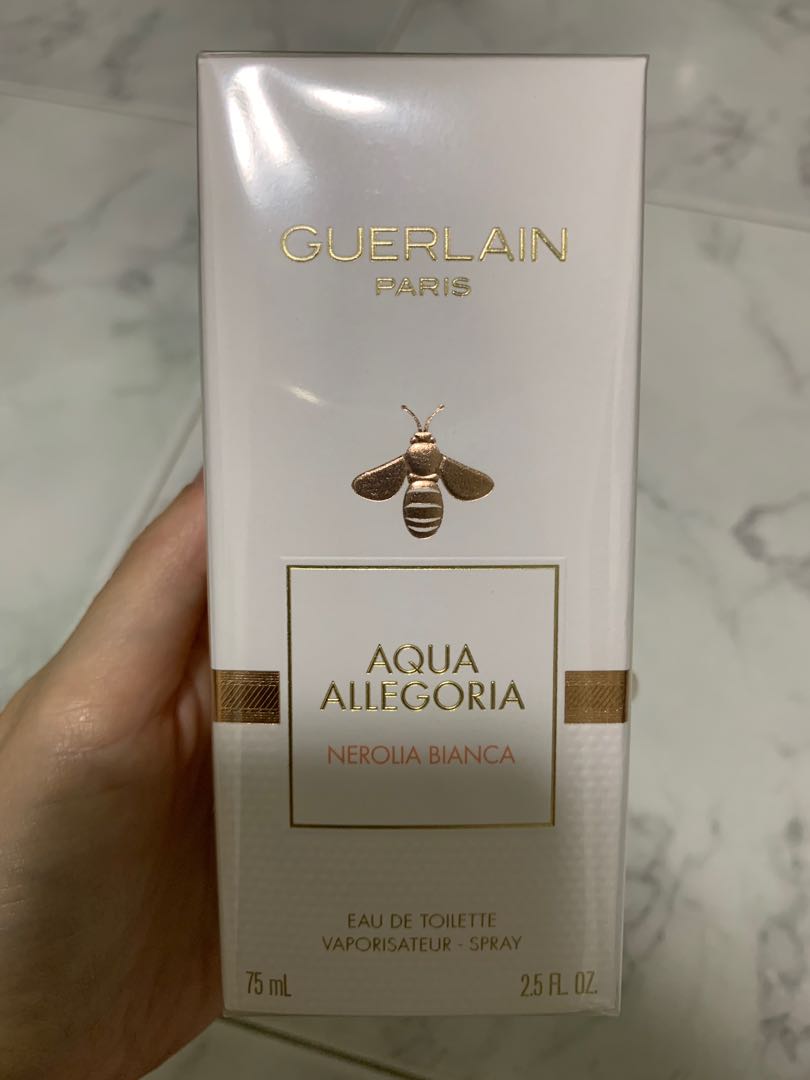 GUERLAIN
PARIS
AQUA
ALLEGORIA
NEROLIA BIANCA
EAU DE TOILETTE
VAPORISATEUR - SPRAY
75 mL 2.5 FL. OZ.